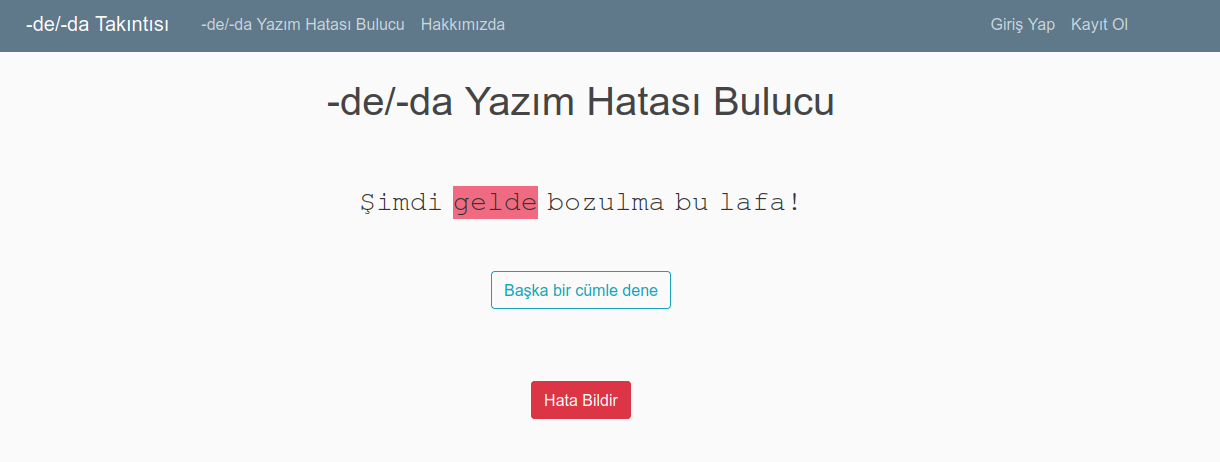 -de/-da Takıntısı -de/-da Yazım Hatası Bulucu Hakkımızda Giriş Yap Kayıt Ol
-de/-da Yazım Hatası Bulucu
Şimdi gelde bozulma bu lafa!
Başka bir cümle dene
Hata Bildir